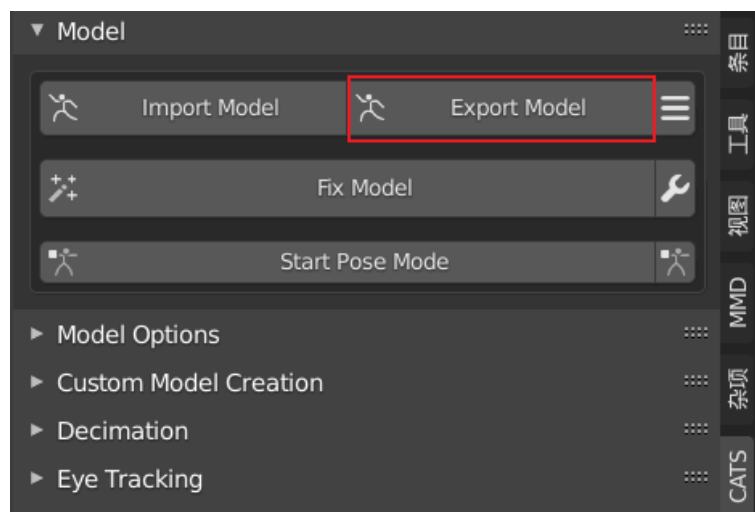 Model
Import Model
Export Model
Fix Model
Start Pose Mode
Model Options
Custom Model Creation
Decimation
Eye Tracking
条目
工具
视图
MMD
杂项
CATS